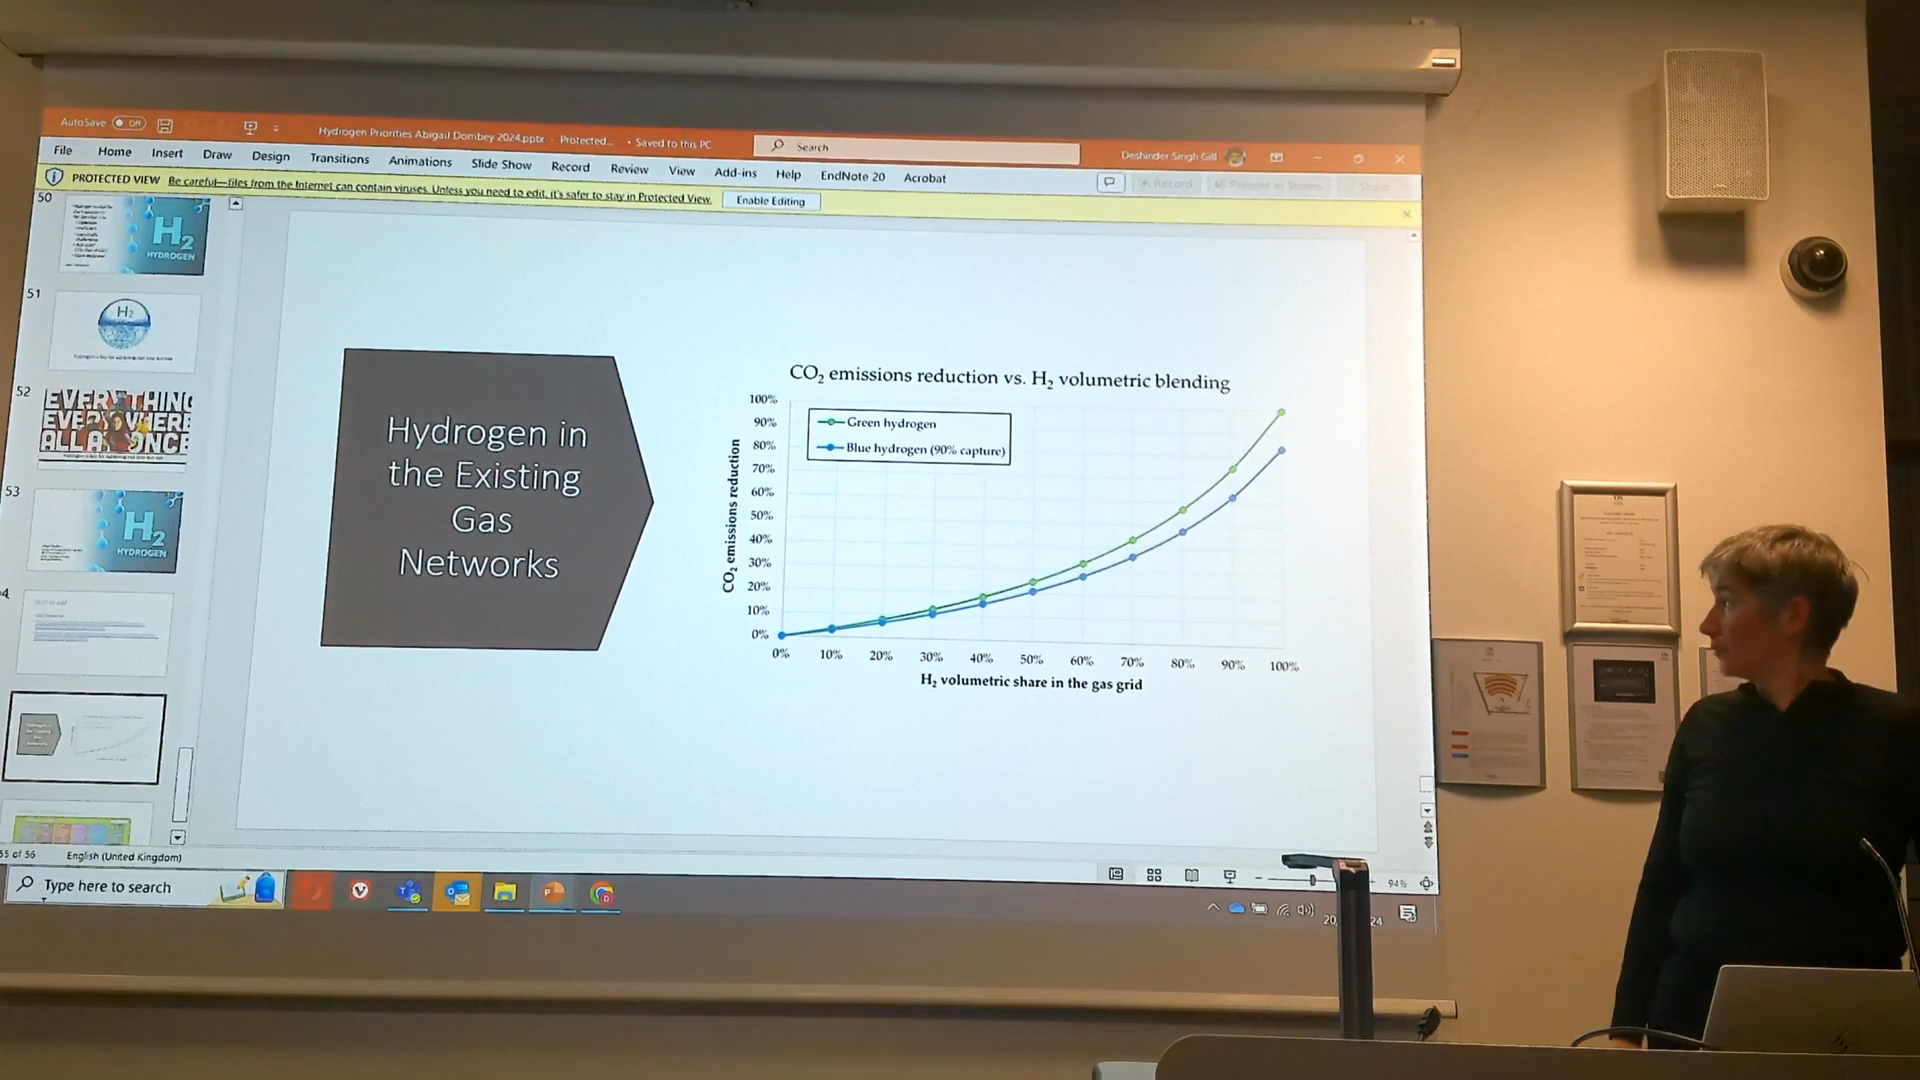 AutoSave Off
Hydrogen Priorities Abigail Dombey 2024.pptx - Protected... • Saved to this PC
Search
Deshinder Singh Gill
File Home Insert Draw Design Transitions Animations Slide Show Record Review View Add-ins Help EndNote 20 Acrobat
Record Present in Teams Share
PROTECTED VIEW Be careful—files from the Internet can contain viruses. Unless you need to edit, it's safer to stay in Protected View. Enable Editing
50
H2
HYDROGEN
51
H2
52
EVERYTHING
EVERYWHERE
ALL AT ONCE
53
H2
HYDROGEN
4
Hydrogen in
the Existing
Gas
Networks
CO2 emissions reduction vs. H2 volumetric blending
Green hydrogen
Blue hydrogen (90% capture)
CO2 emissions reduction
100%
90%
80%
70%
60%
50%
40%
30%
20%
10%
0%
0% 10% 20% 30% 40% 50% 60% 70% 80% 90% 100%
H2 volumetric share in the gas grid
55 of 56 English (United Kingdom)
94%
Type here to search